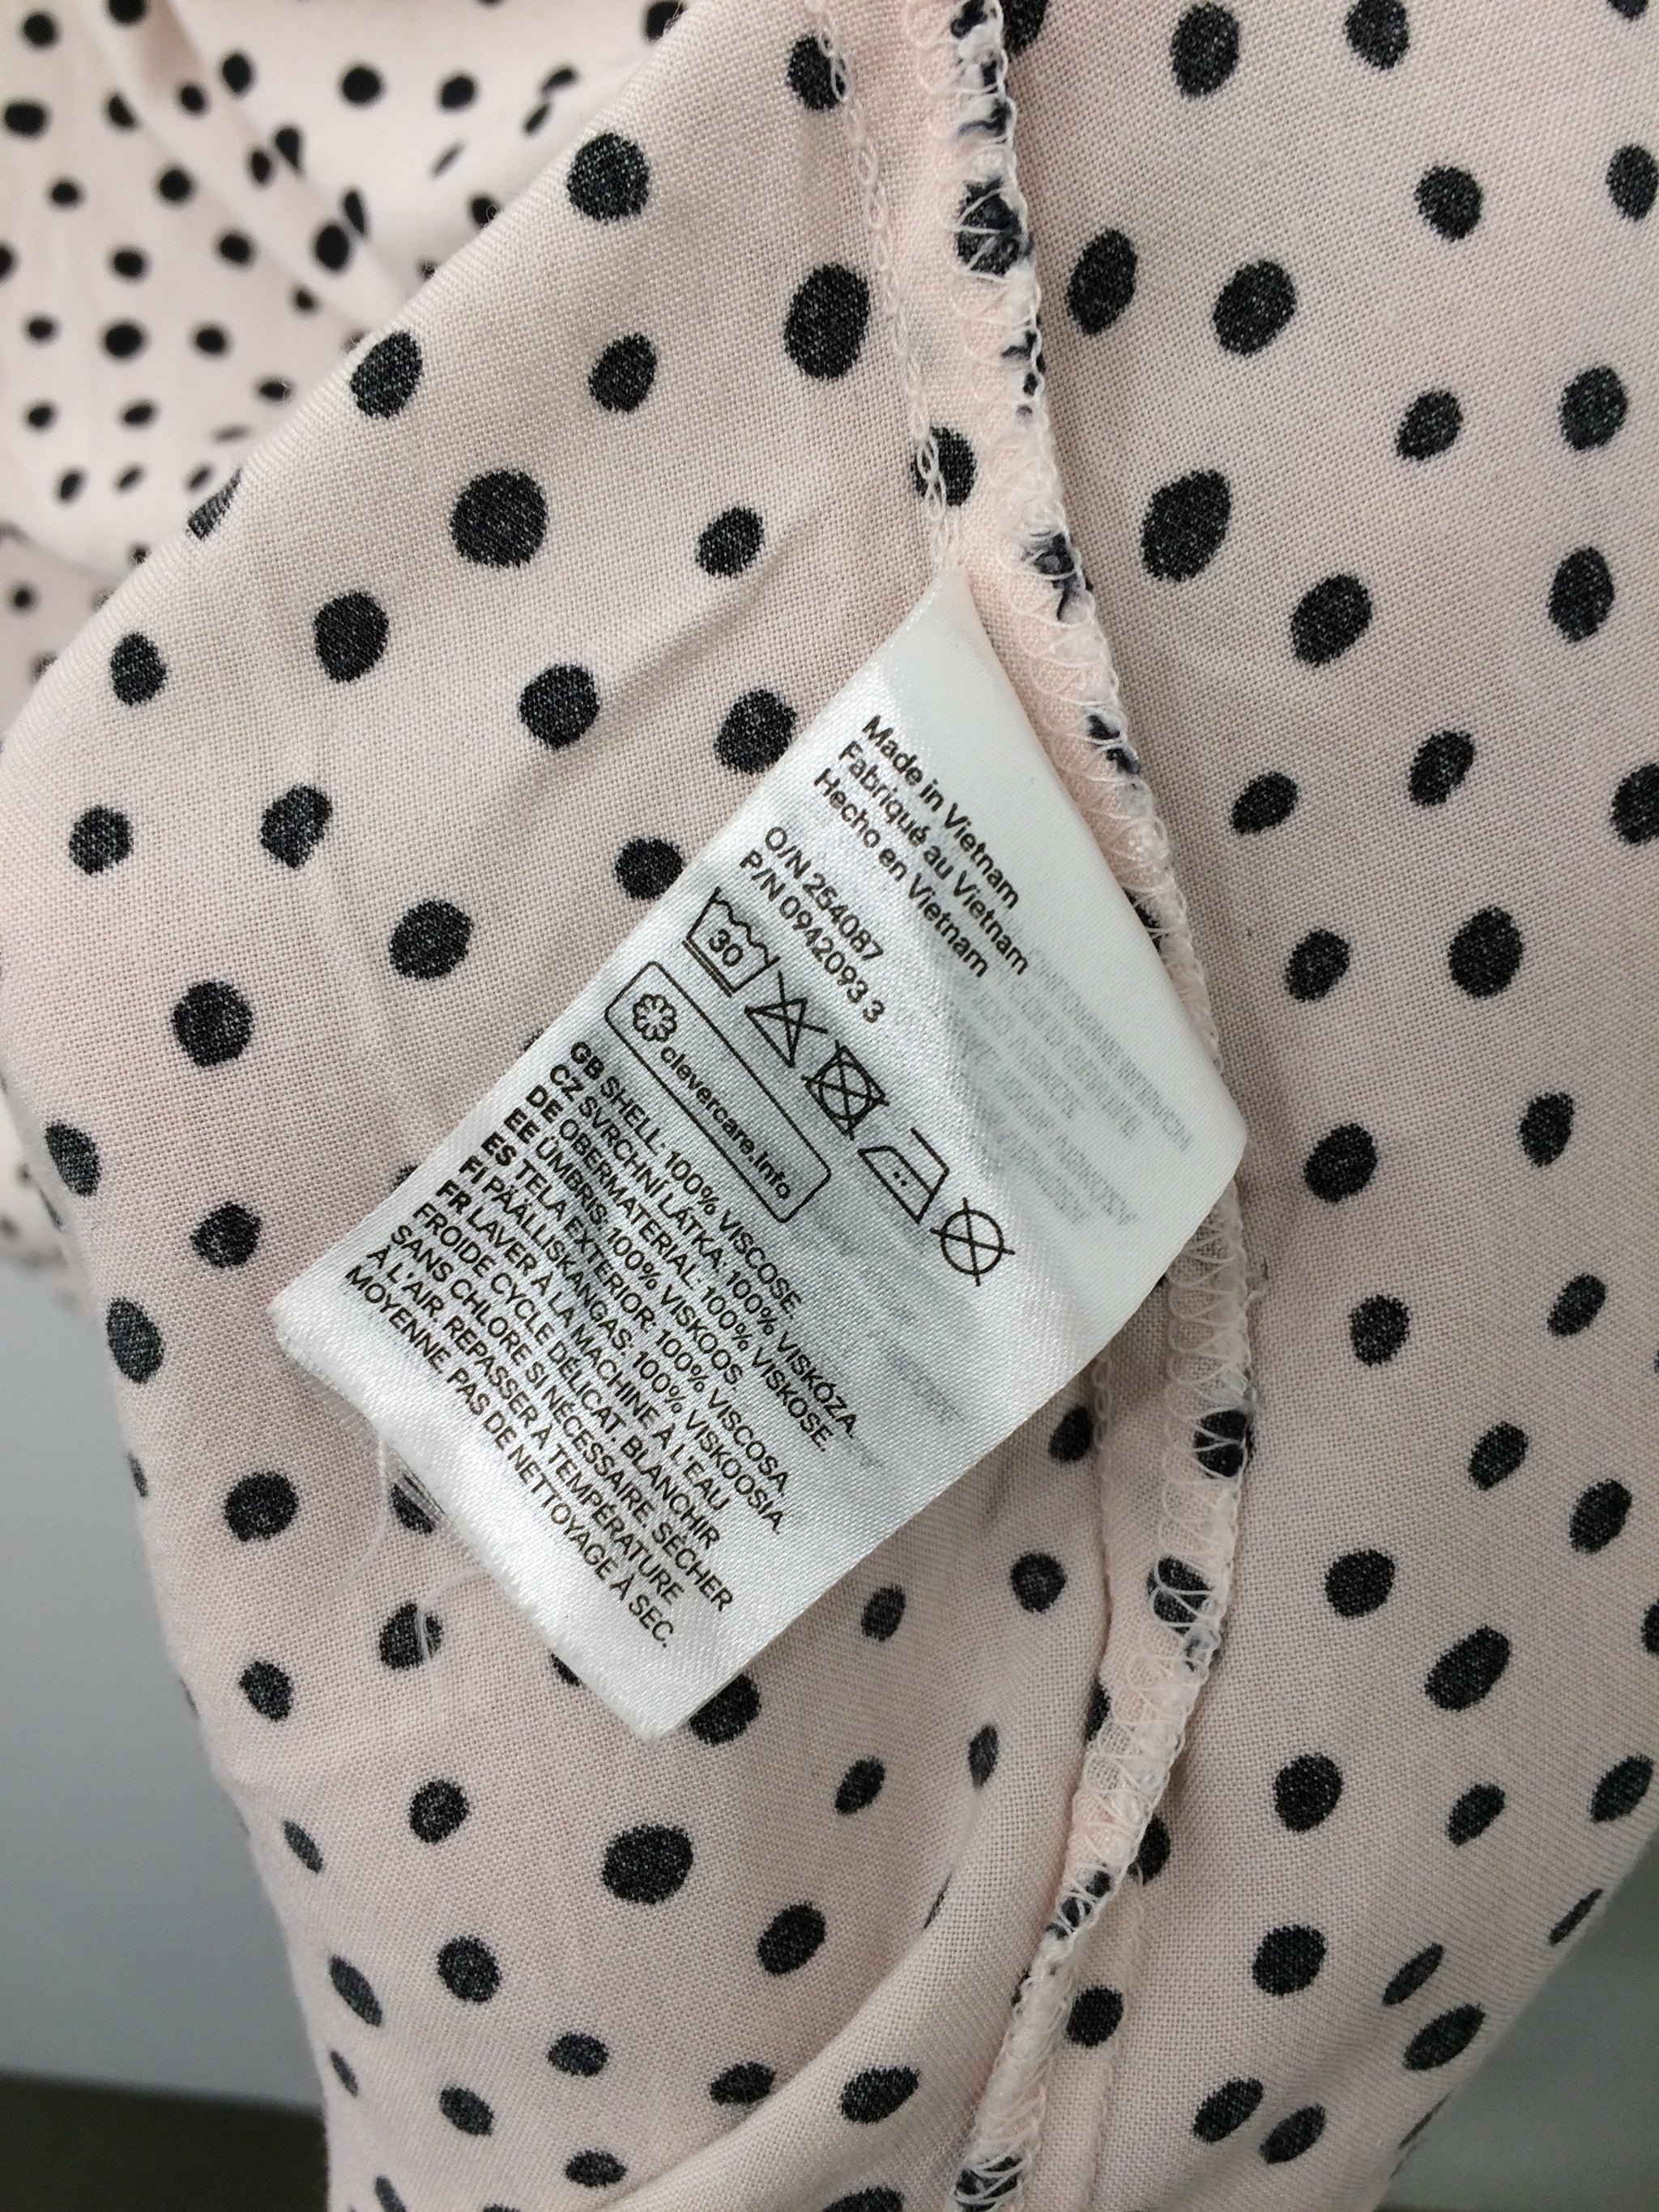 Made in Vietnam
Fabriqué au Vietnam
Hecho en Vietnam
O/N 254087
P/N 0942093 3
30
clevercare.info
GB SHELL: 100% VISCOSE.
CZ SVRCHNÍ LÁTKA: 100% VISKÓZA.
DE OBERMATERIAL: 100% VISKOSE.
EE ÜMBRIS: 100% VISKOOS.
ES TELA EXTERIOR: 100% VISCOSA.
FI PÄÄLLISKANGAS: 100% VISKOOSIA.
FR LAVER À LA MACHINE À L'EAU
FROIDE CYCLE DÉLICAT. BLANCHIR
SANS CHLORE SI NÉCESSAIRE. SÉCHER
À L'AIR. REPASSER À TEMPÉRATURE
MOYENNE. PAS DE NETTOYAGE À SEC.